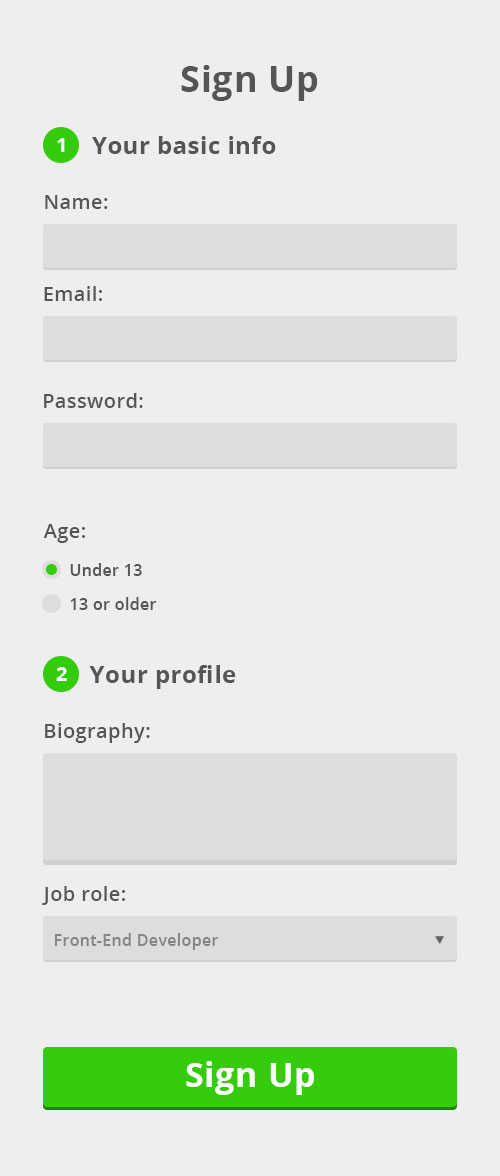 Sign Up
1 Your basic info
Name:
Email:
Password:
Age:
Under 13
13 or older
2 Your profile
Biography:
Job role:
Front-End Developer
Sign Up